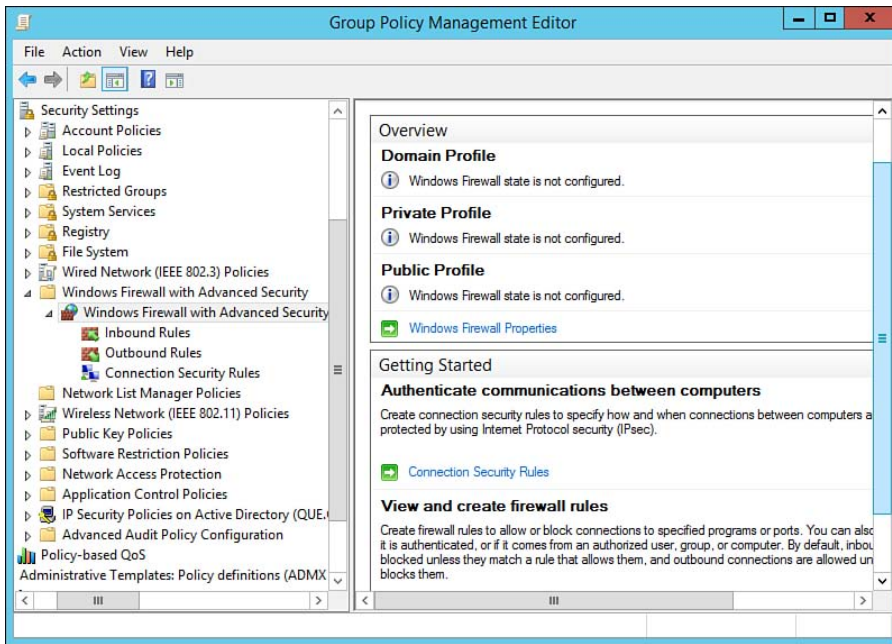 Group Policy Management Editor
File Action View Help
Security Settings
Account Policies
Local Policies
Event Log
Restricted Groups
System Services
Registry
File System
Wired Network (IEEE 802.3) Policies
Windows Firewall with Advanced Security
Windows Firewall with Advanced Security
Inbound Rules
Outbound Rules
Connection Security Rules
Network List Manager Policies
Wireless Network (IEEE 802.11) Policies
Public Key Policies
Software Restriction Policies
Network Access Protection
Application Control Policies
IP Security Policies on Active Directory (QUE.
Advanced Audit Policy Configuration
Policy-based QoS
Administrative Templates: Policy definitions (ADMX
Overview
Domain Profile
Windows Firewall state is not configured.
Private Profile
Windows Firewall state is not configured.
Public Profile
Windows Firewall state is not configured.
Windows Firewall Properties
Getting Started
Authenticate communications between computers
Create connection security rules to specify how and when connections between computers a
protected by using Internet Protocol security (IPsec).
Connection Security Rules
View and create firewall rules
Create firewall rules to allow or block connections to specified programs or ports. You can also
it is authenticated, or if it comes from an authorized user, group, or computer. By default, inbou
blocked unless they match a rule that allows them, and outbound connections are allowed un
blocks them.